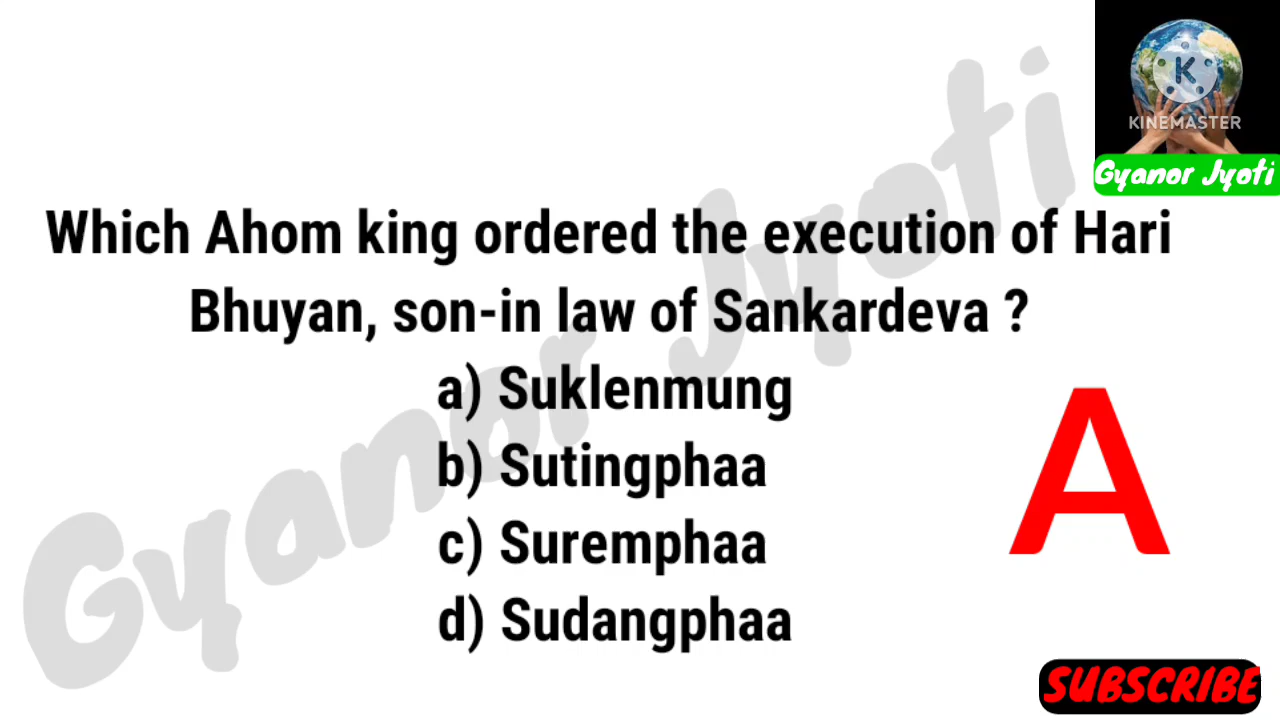 K
KINEMASTER
Gyanor Jyoti
Which Ahom king ordered the execution of Hari
Bhuyan, son-in law of Sankardeva ?
a) Suklenmung
b) Sutingphaa
c) Suremphaa
d) Sudangphaa
A
Gyanor Jyoti
SUBSCRIBE